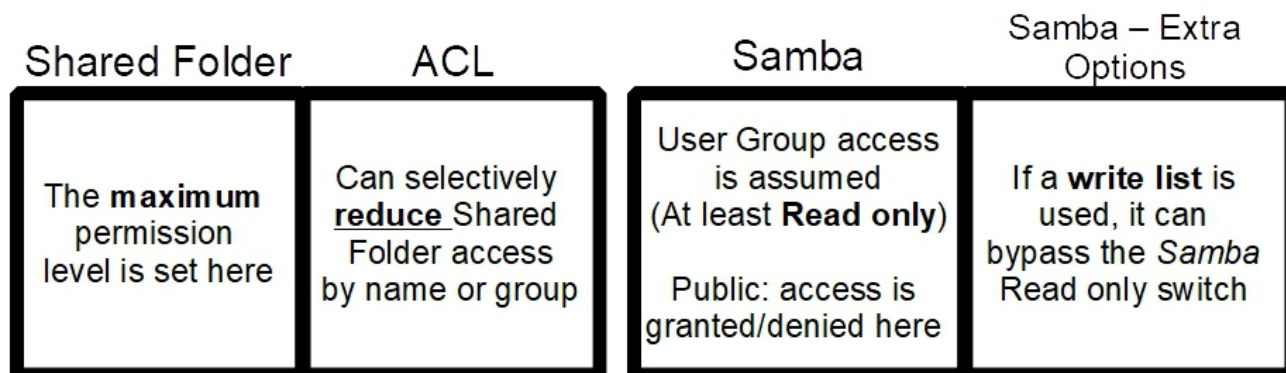 Shared Folder
ACL
Samba
Samba – Extra
Options
The maximum
permission
level is set here
Can selectively
reduce Shared
Folder access
by name or group
User Group access
is assumed
(At least Read only)
Public: access is
granted/denied here
If a write list is
used, it can
bypass the Samba
Read only switch